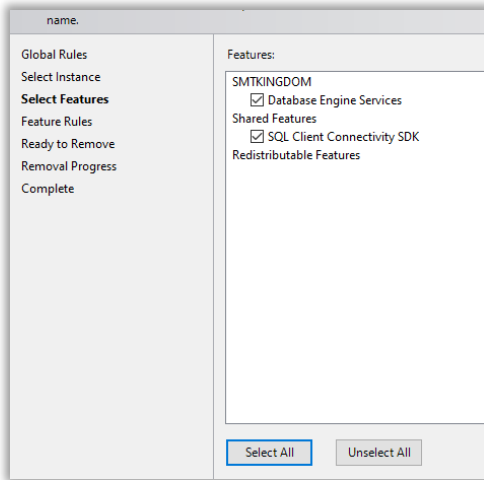 name.
Global Rules
Select Instance
Select Features
Feature Rules
Ready to Remove
Removal Progress
Complete
Features:
SMTKINGDOM
Database Engine Services
Shared Features
SQL Client Connectivity SDK
Redistributable Features
Select All
Unselect All